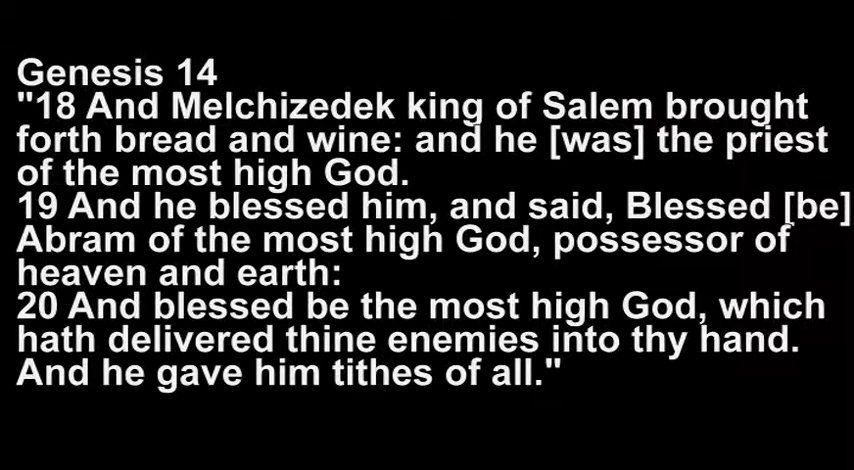 Genesis 14
"18 And Melchizedek king of Salem brought
forth bread and wine: and he [was] the priest
of the most high God.
19 And he blessed him, and said, Blessed [be]
Abram of the most high God, possessor of
heaven and earth:
20 And blessed be the most high God, which
hath delivered thine enemies into thy hand.
And he gave him tithes of all."